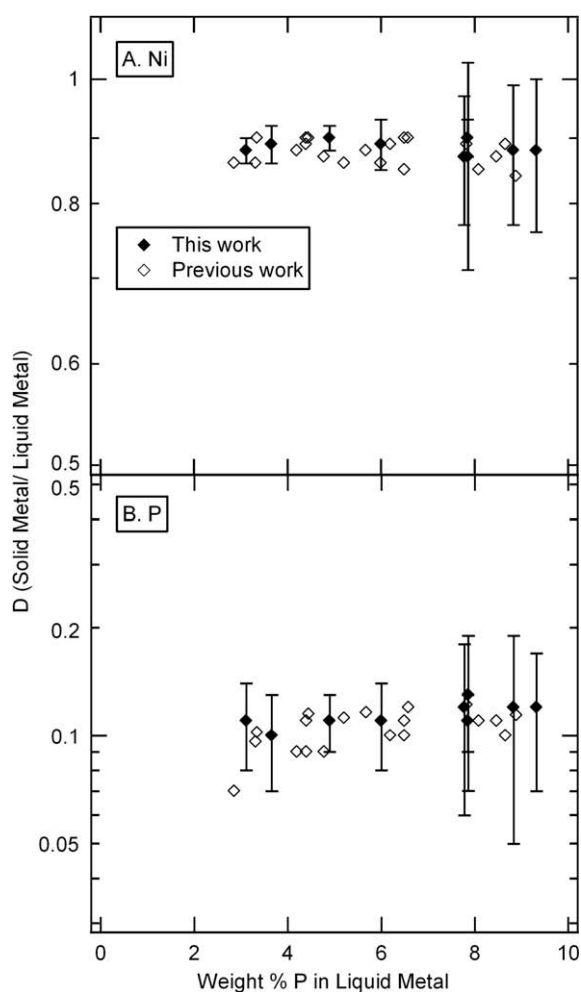 A. Ni
1
0.8
This work
Previous work
0.6
0.5
D (Solid Metal/ Liquid Metal)
0.5
B. P
0.2
0.1
0.05
0 2 4 6 8 10
Weight % P in Liquid Metal